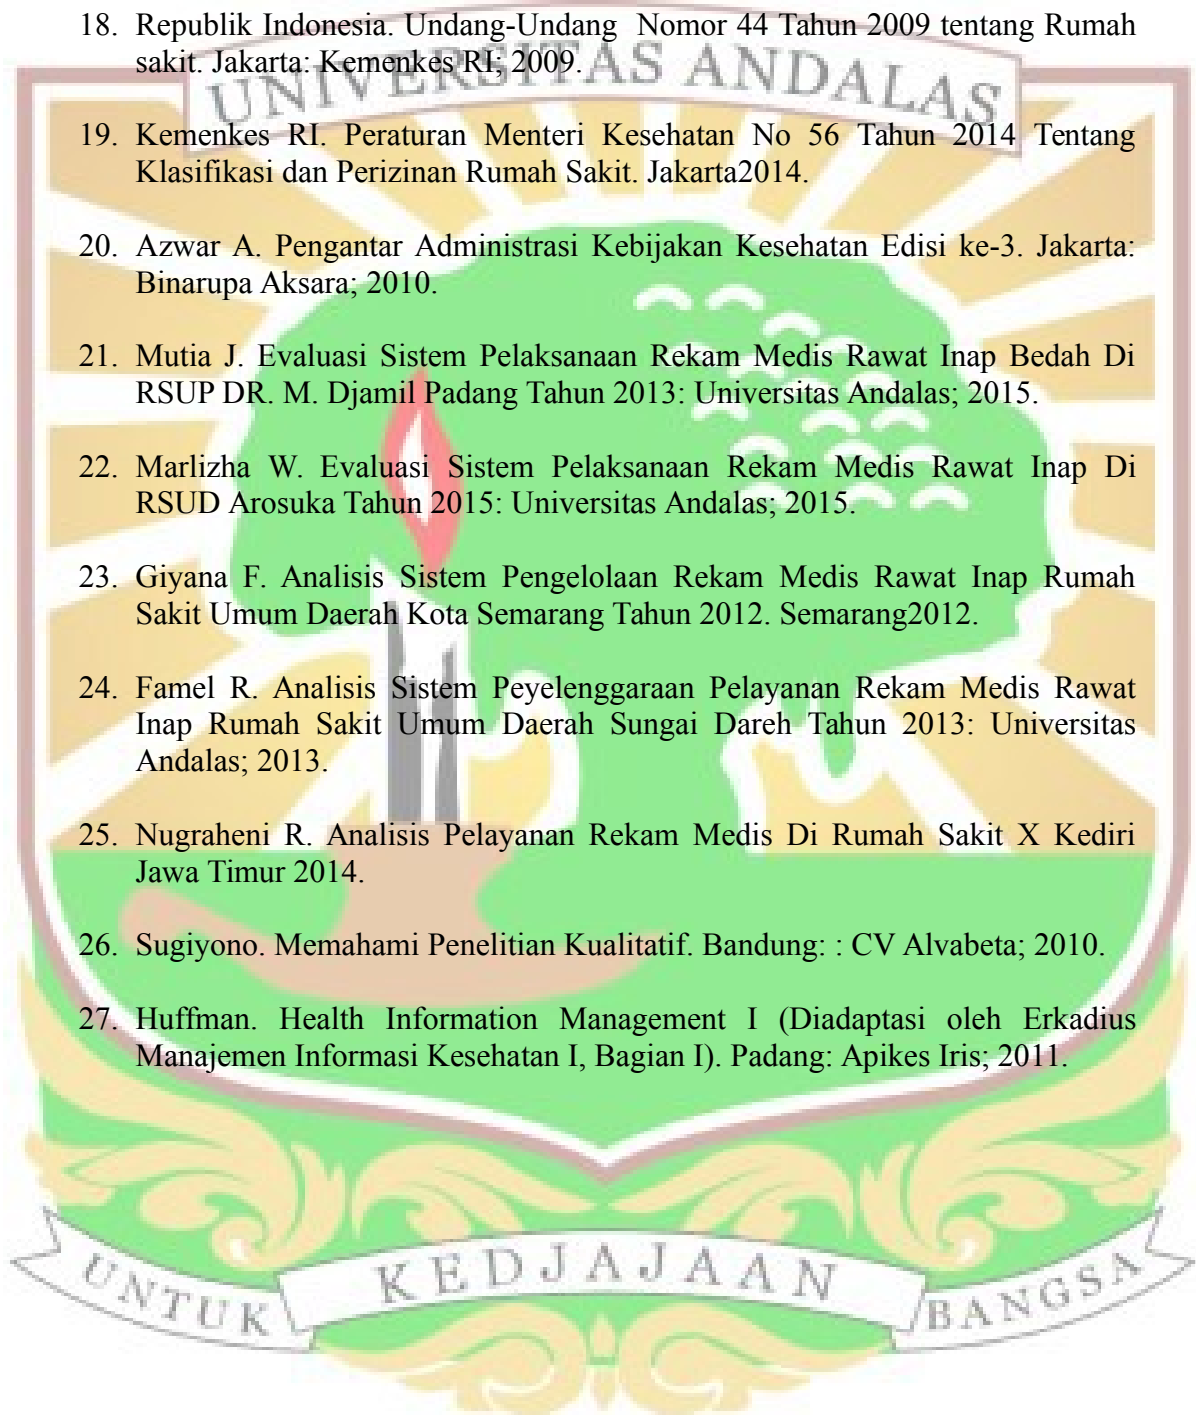 18. Republik Indonesia. Undang-Undang  Nomor 44 Tahun 2009 tentang Rumah
sakit. Jakarta: Kemenkes RI; 2009.
UNIVERSITAS ANDALAS
19. Kemenkes RI. Peraturan Menteri Kesehatan No 56 Tahun 2014 Tentang
Klasifikasi dan Perizinan Rumah Sakit. Jakarta2014.
20. Azwar A. Pengantar Administrasi Kebijakan Kesehatan Edisi ke-3. Jakarta:
Binarupa Aksara; 2010.
21. Mutia J. Evaluasi Sistem Pelaksanaan Rekam Medis Rawat Inap Bedah Di
RSUP DR. M. Djamil Padang Tahun 2013: Universitas Andalas; 2015.
22. Marlizha W. Evaluasi Sistem Pelaksanaan Rekam Medis Rawat Inap Di
RSUD Arosuka Tahun 2015: Universitas Andalas; 2015.
23. Giyana F. Analisis Sistem Pengelolaan Rekam Medis Rawat Inap Rumah
Sakit Umum Daerah Kota Semarang Tahun 2012. Semarang2012.
24. Famel R. Analisis Sistem Peyelenggaraan Pelayanan Rekam Medis Rawat
Inap Rumah Sakit Umum Daerah Sungai Dareh Tahun 2013: Universitas
Andalas; 2013.
25. Nugraheni R. Analisis Pelayanan Rekam Medis Di Rumah Sakit X Kediri
Jawa Timur 2014.
26. Sugiyono. Memahami Penelitian Kualitatif. Bandung: : CV Alvabeta; 2010.
27. Huffman. Health Information Management I (Diadaptasi oleh Erkadius
Manajemen Informasi Kesehatan I, Bagian I). Padang: Apikes Iris; 2011.
UNTUK KEDJAJAAN BANGSA